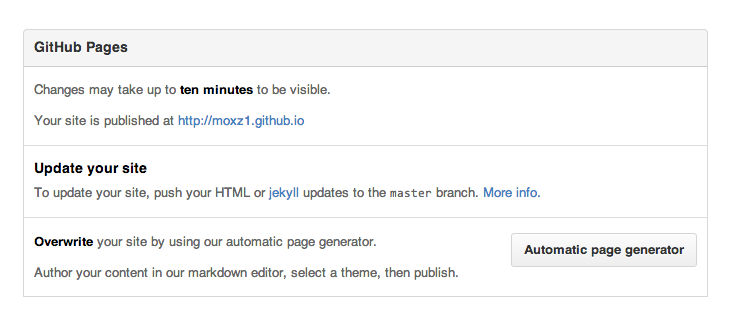 GitHub Pages
Changes may take up to ten minutes to be visible.
Your site is published at http://moxz1.github.io
Update your site
To update your site, push your HTML or jekyll updates to the master branch. More info.
Overwrite your site by using our automatic page generator.
Automatic page generator
Author your content in our markdown editor, select a theme, then publish.